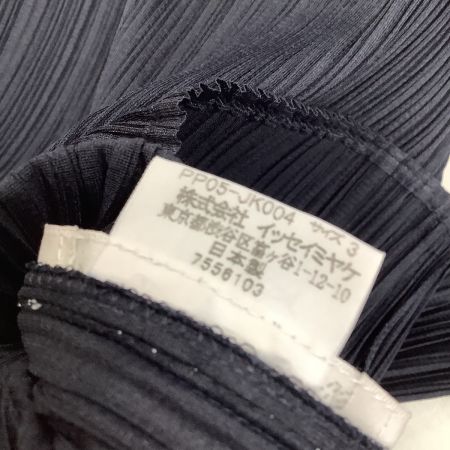 PP05-JK004 サイズ 3
株式会社 イッセイミヤケ
東京都渋谷区富ヶ谷1-12-10
日本製
7556103